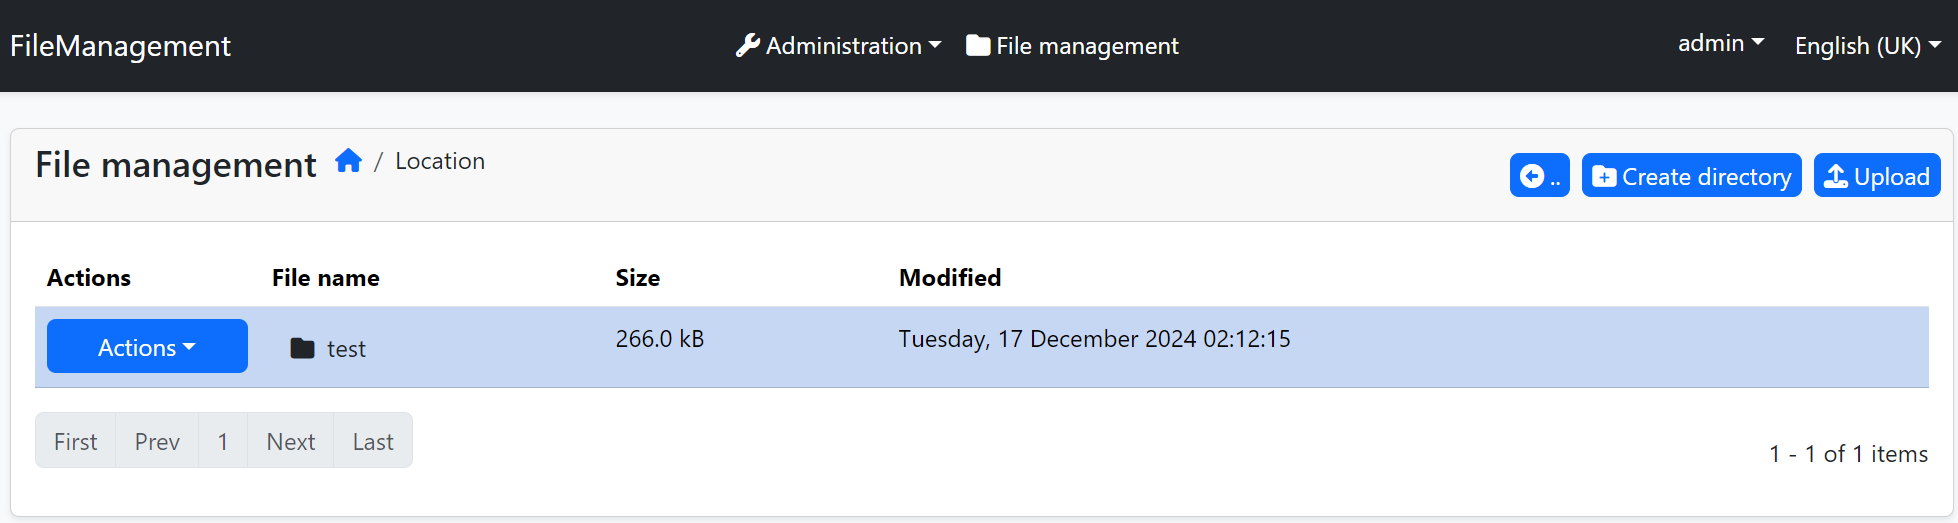 FileManagement Administration File management admin English (UK)
File management / Location .. Create directory Upload
Actions File name Size Modified
Actions test 266.0 kB Tuesday, 17 December 2024 02:12:15
First Prev 1 Next Last
1 - 1 of 1 items